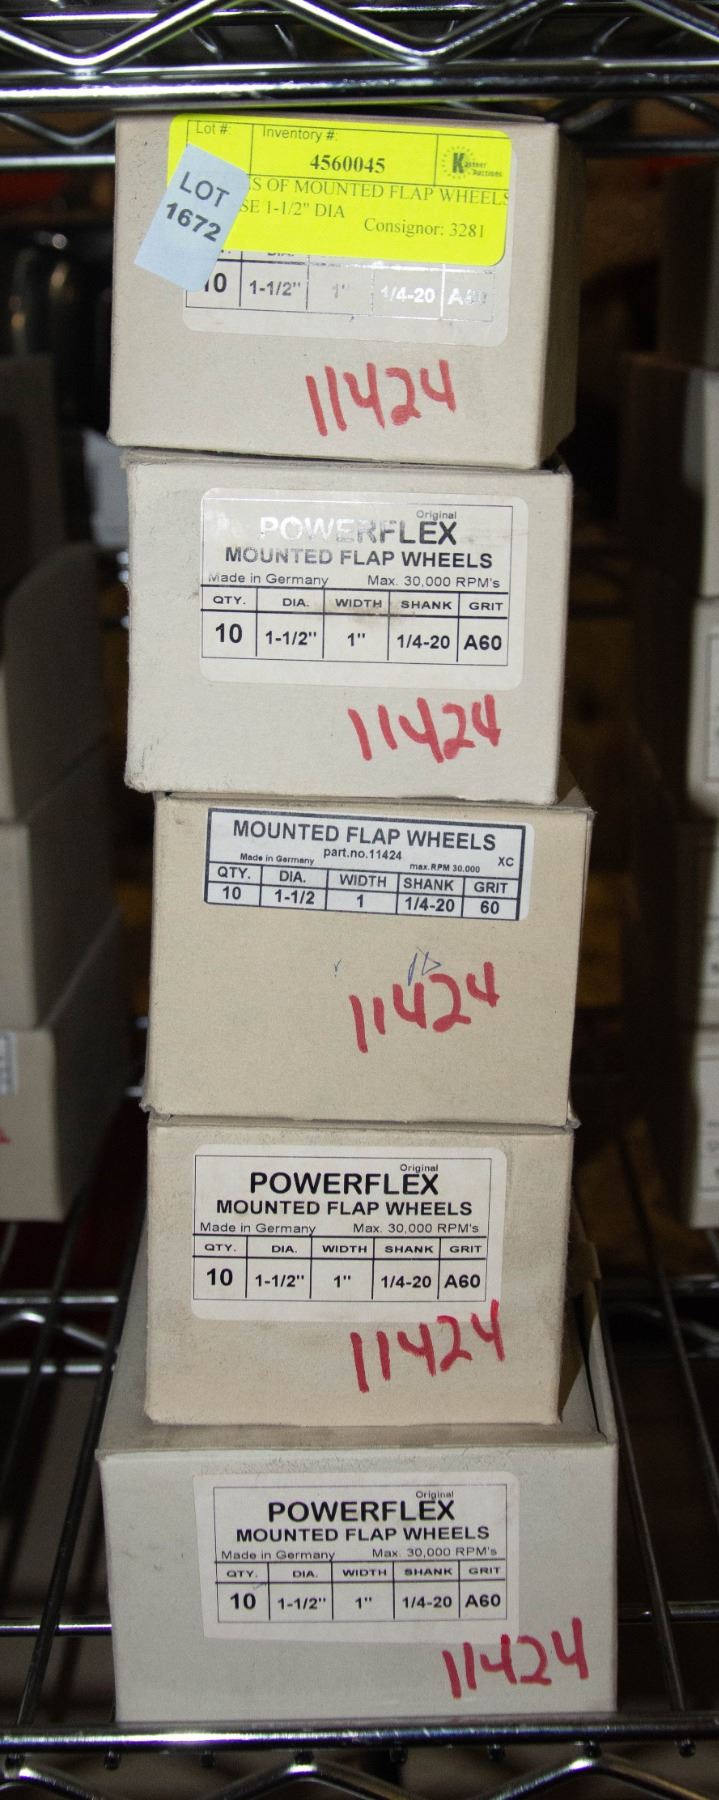 Lot #: Inventory #:
4560045
OF MOUNTED FLAP WHEELS
1-1/2" DIA
Consignor: 3281
LOT
1672
10 1-1/2" 1" 1/4-20
11424
Original
POWERFLEX
MOUNTED FLAP WHEELS
Made in Germany Max. 30,000 RPM's
QTY. DIA. WIDTH SHANK GRIT
10 1-1/2" 1" 1/4-20 A60
11424
MOUNTED FLAP WHEELS
Made in Germany part.no.11424 max.RPM 30.000 XC
QTY. DIA. WIDTH SHANK GRIT
10 1-1/2 1 1/4-20 60
11424
Original
POWERFLEX
MOUNTED FLAP WHEELS
Made in Germany Max. 30,000 RPM's
QTY. DIA. WIDTH SHANK GRIT
10 1-1/2" 1" 1/4-20 A60
11424
Original
POWERFLEX
MOUNTED FLAP WHEELS
Made in Germany Max. 30,000 RPM's
QTY. DIA. WIDTH SHANK GRIT
10 1-1/2" 1" 1/4-20 A60
11424